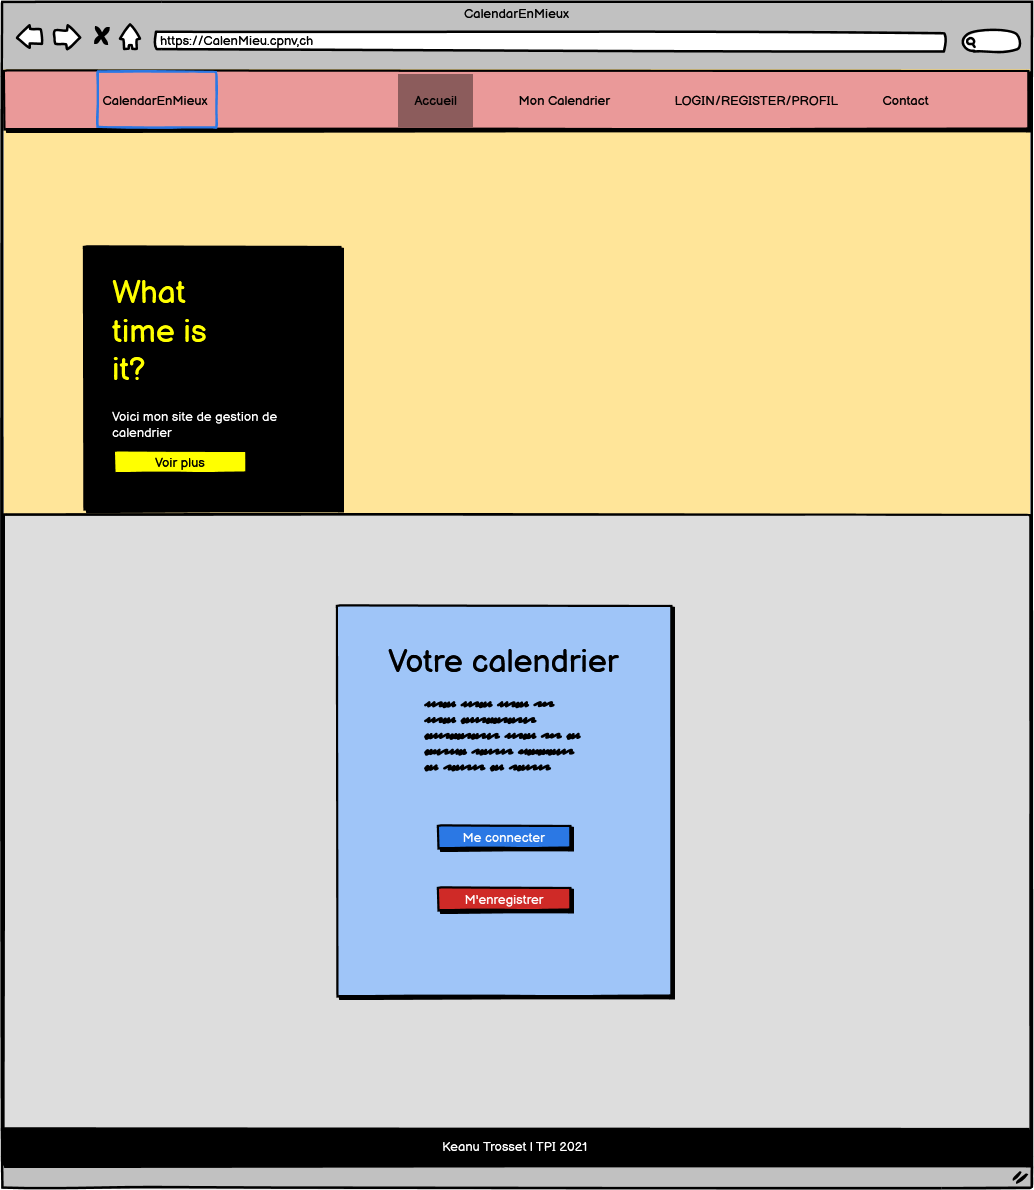 CalendarEnMieux
https://CalenMieu.cpnv,ch
CalendarEnMieux
Accueil
Mon Calendrier
LOGIN/REGISTER/PROFIL
Contact
What
time is
it?
Voici mon site de gestion de
calendrier
Voir plus
Votre calendrier
Me connecter
M'enregistrer
Keanu Trosset | TPI 2021